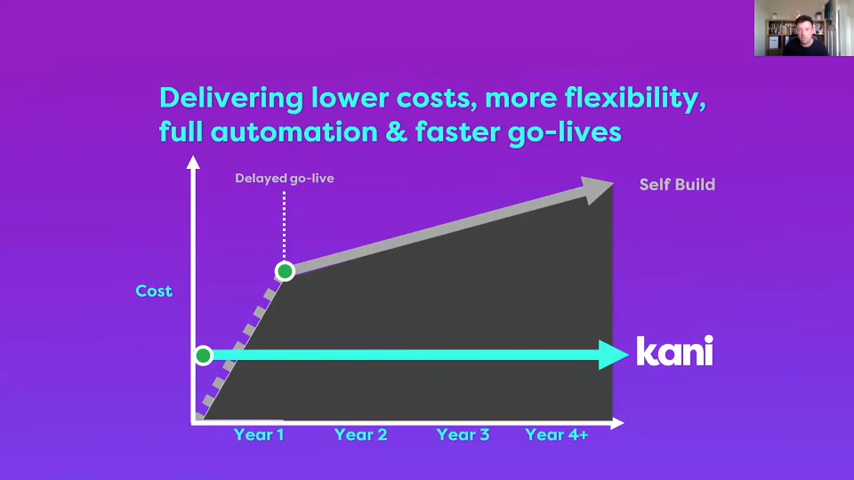 Delivering lower costs, more flexibility,
full automation & faster go-lives
Delayed go-live
Self Build
Cost
kani
Year 1 Year 2 Year 3 Year 4+